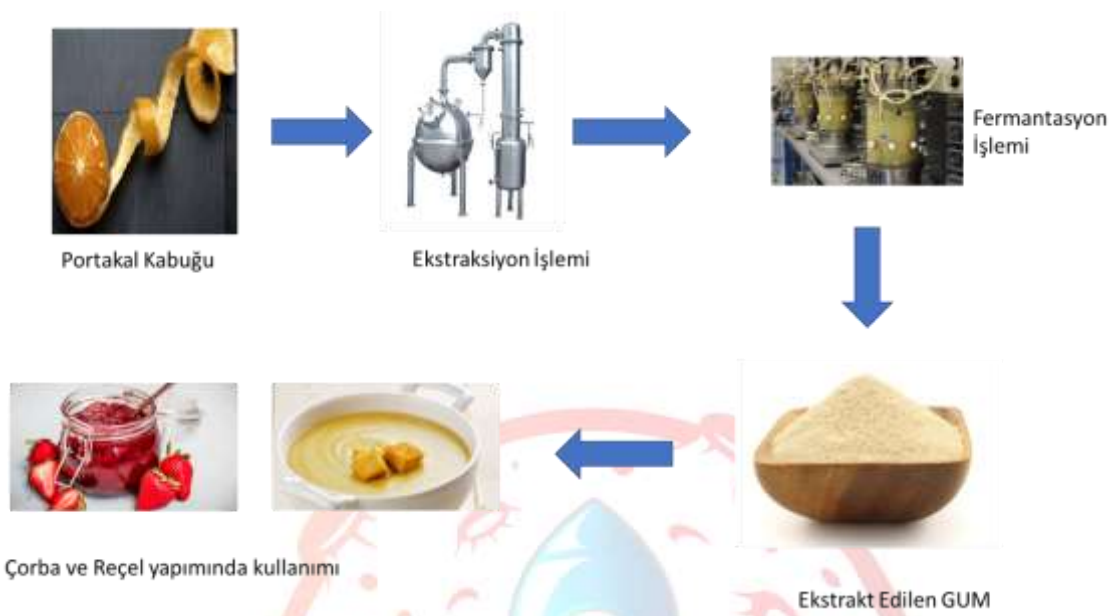 Portakal Kabuğu
Ekstraksiyon İşlemi
Fermantasyon
İşlemi
Ekstrakt Edilen GUM
Çorba ve Reçel yapımında kullanımı